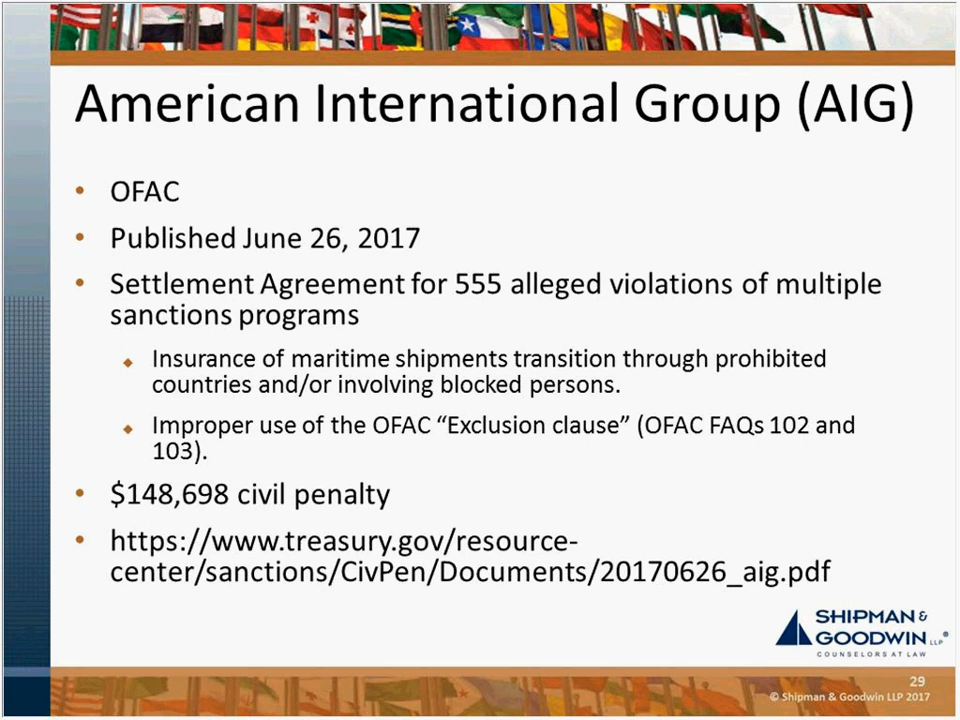 American International Group (AIG)
• OFAC
• Published June 26, 2017
• Settlement Agreement for 555 alleged violations of multiple
sanctions programs
◆ Insurance of maritime shipments transition through prohibited
countries and/or involving blocked persons.
◆ Improper use of the OFAC “Exclusion clause” (OFAC FAQs 102 and
103).
• $148,698 civil penalty
• https://www.treasury.gov/resource-
center/sanctions/CivPen/Documents/20170626_aig.pdf
SHIPMAN &
GOODWIN LLP®
COUNSELORS AT LAW
29
© Shipman & Goodwin LLP 2017